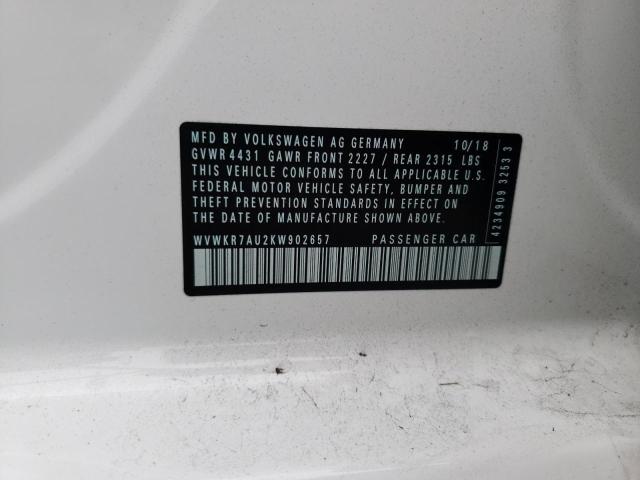 MFD BY VOLKSWAGEN AG GERMANY 10/18
GVWR 4431 GAWR FRONT 2227 / REAR 2315 LBS
THIS VEHICLE CONFORMS TO ALL APPLICABLE U.S.
FEDERAL MOTOR VEHICLE SAFETY, BUMPER AND
THEFT PREVENTION STANDARDS IN EFFECT ON
THE DATE OF MANUFACTURE SHOWN ABOVE.
WVWKR7AU2KW902657 PASSENGER CAR
4234909 3253 3